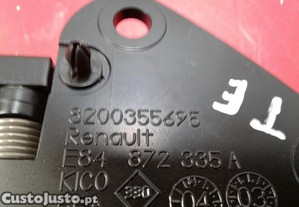 8200355695
Renault
E84 872 335 A
KICO
TE
CustoJusto.pt